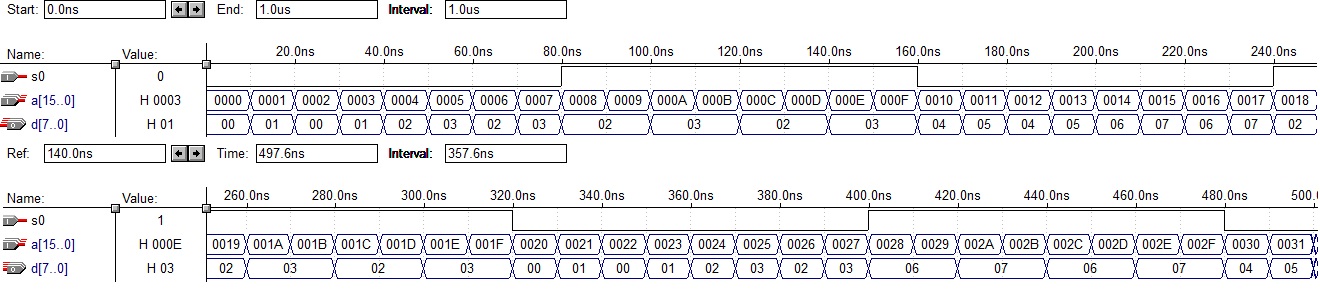 Start: 0.0ns End: 1.0us Interval: 1.0us
Name: Value: 20.0ns 40.0ns 60.0ns 80.0ns 100.0ns 120.0ns 140.0ns 160.0ns 180.0ns 200.0ns 220.0ns 240.0ns
s0 0
a[15..0] H 0003 0000 0001 0002 0003 0004 0005 0006 0007 0008 0009 000A 000B 000C 000D 000E 000F 0010 0011 0012 0013 0014 0015 0016 0017 0018
d[7..0] H 01 00 01 00 01 02 03 02 03 02 03 02 03 04 05 04 05 06 07 06 07 02
Ref: 140.0ns Time: 497.6ns Interval: 357.6ns
Name: Value: 260.0ns 280.0ns 300.0ns 320.0ns 340.0ns 360.0ns 380.0ns 400.0ns 420.0ns 440.0ns 460.0ns 480.0ns 500.
s0 1
a[15..0] H 000E 0019 001A 001B 001C 001D 001E 001F 0020 0021 0022 0023 0024 0025 0026 0027 0028 0029 002A 002B 002C 002D 002E 002F 0030 0031
d[7..0] H 03 02 03 02 03 00 01 00 01 02 03 02 03 06 07 06 07 04 05